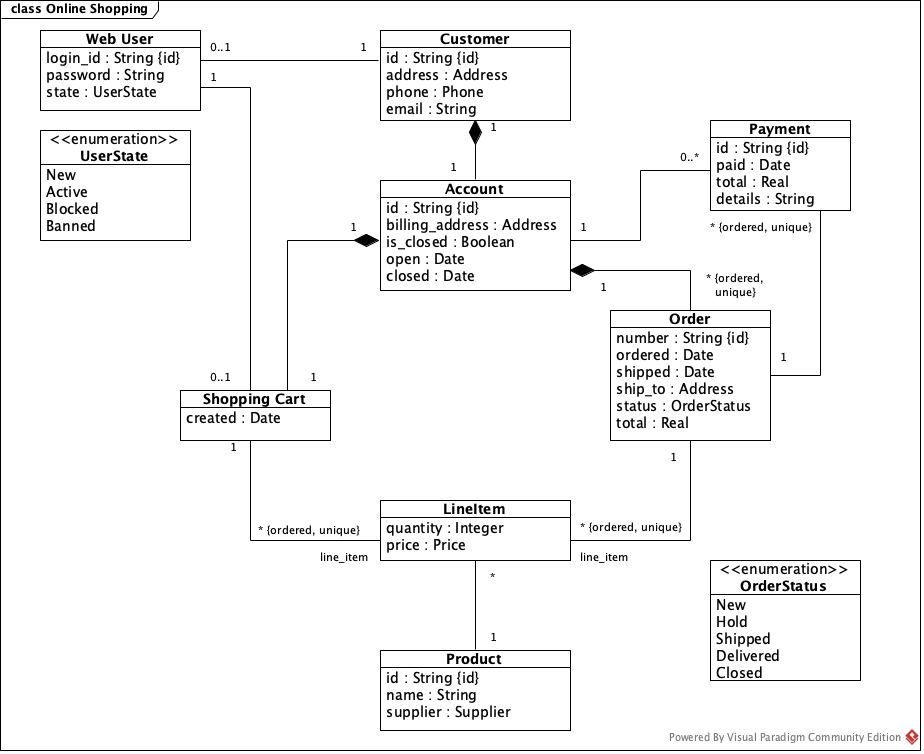 class Online Shopping
Web User
login_id : String {id}
password : String
state : UserState
0..1
1
1
Customer
id : String {id}
address : Address
phone : Phone
email : String
1
1
<<enumeration>>
UserState
New
Active
Blocked
Banned
Payment
id : String {id}
paid : Date
total : Real
details : String
0..*
* {ordered, unique}
Account
id : String {id}
billing_address : Address
is_closed : Boolean
open : Date
closed : Date
1
1
1
* {ordered,
unique}
Order
number : String {id}
ordered : Date
shipped : Date
ship_to : Address
status : OrderStatus
total : Real
1
1
0..1
1
Shopping Cart
created : Date
1
* {ordered, unique}
line_item
LineItem
quantity : Integer
price : Price
* {ordered, unique}
line_item
*
1
Product
id : String {id}
name : String
supplier : Supplier
<<enumeration>>
OrderStatus
New
Hold
Shipped
Delivered
Closed
Powered By Visual Paradigm Community Edition